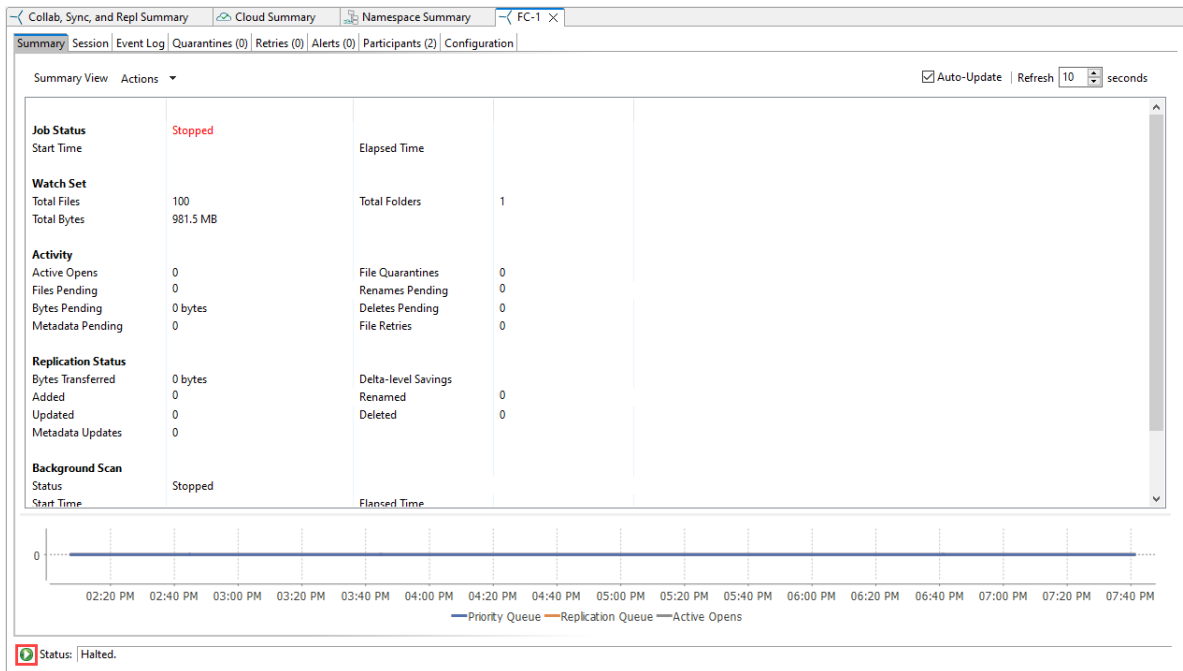 Collab, Sync, and Repl Summary Cloud Summary Namespace Summary FC-1
Summary Session Event Log Quarantines (0) Retries (0) Alerts (0) Participants (2) Configuration
Summary View Actions Auto-Update Refresh 10 seconds
Job Status Stopped
Start Time Elapsed Time
Watch Set
Total Files 100 Total Folders 1
Total Bytes 981.5 MB
Activity
Active Opens 0 File Quarantines 0
Files Pending 0 Renames Pending 0
Bytes Pending 0 bytes Deletes Pending 0
Metadata Pending 0 File Retries 0
Replication Status
Bytes Transferred 0 bytes Delta-level Savings
Added 0 Renamed 0
Updated 0 Deleted 0
Metadata Updates 0
Background Scan
Status Stopped
Start Time Elapsed Time
0
02:20 PM 02:40 PM 03:00 PM 03:20 PM 03:40 PM 04:00 PM 04:20 PM 04:40 PM 05:00 PM 05:20 PM 05:40 PM 06:00 PM 06:20 PM 06:40 PM 07:00 PM 07:20 PM 07:40 PM
Priority Queue Replication Queue Active Opens
Status: Halted.